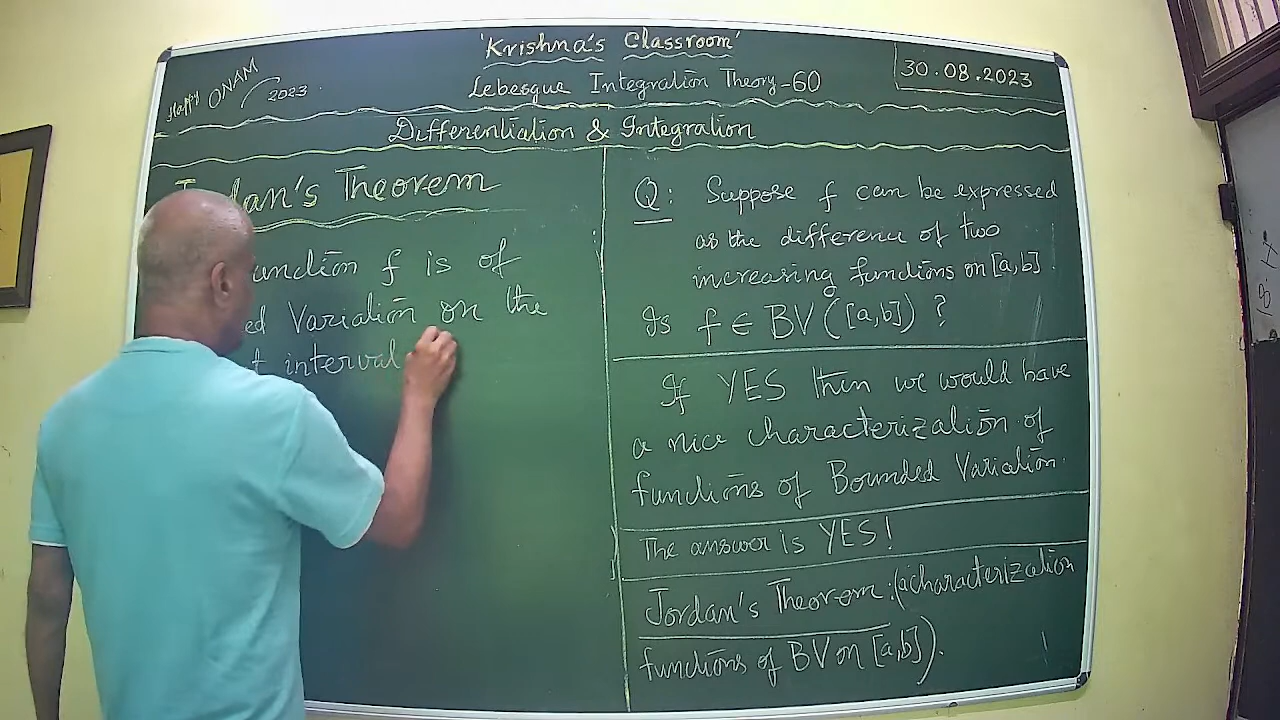 'Krishna's Classroom'
Lebesgue Integration Theory-60
30.08.2023
Happy ONAM 2023
Differentiation & Integration
Jordan's Theorem
function f is of
Variation on the
interval
Q: Suppose f can be expressed
as the difference of two
increasing functions on [a,b].
Is f ∈ BV([a,b])?
If YES then we would have
a nice characterization of
functions of Bounded Variation.
The answer is YES!
Jordan's Theorem: (a characterization
functions of BV on [a,b]).